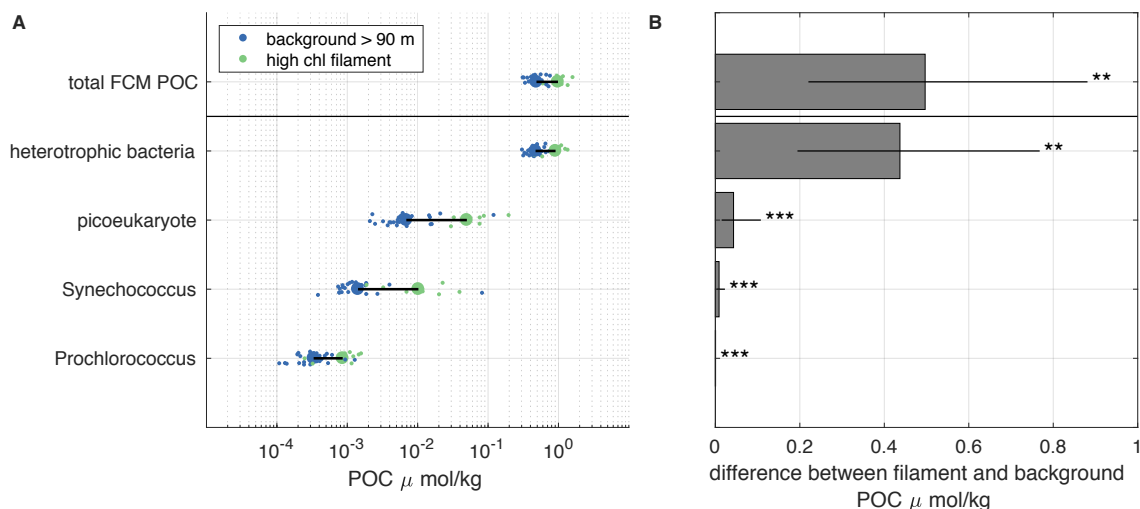 A
background > 90 m
high chl filament
total FCM POC
heterotrophic bacteria
picoeukaryote
Synechococcus
Prochlorococcus
10⁻⁴ 10⁻³ 10⁻² 10⁻¹ 10⁰
POC μ mol/kg
B
**
**
***
***
***
0 0.2 0.4 0.6 0.8 1
difference between filament and background
POC μ mol/kg